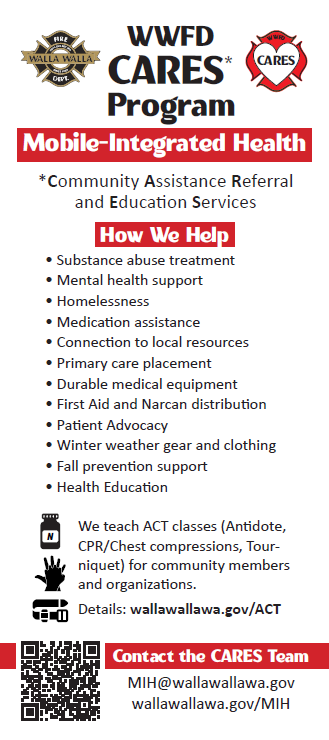 FIRE
WALLA WALLA
DEPT.
WWFD
CARES
WWFD
CARES*
Program
Mobile-Integrated Health
*Community Assistance Referral
and Education Services
How We Help
• Substance abuse treatment
• Mental health support
• Homelessness
• Medication assistance
• Connection to local resources
• Primary care placement
• Durable medical equipment
• First Aid and Narcan distribution
• Patient Advocacy
• Winter weather gear and clothing
• Fall prevention support
• Health Education
N
We teach ACT classes (Antidote,
CPR/Chest compressions, Tour-
niquet) for community members
and organizations.
Details: wallawallawa.gov/ACT
Contact the CARES Team
MIH@wallawallawa.gov
wallawallawa.gov/MIH